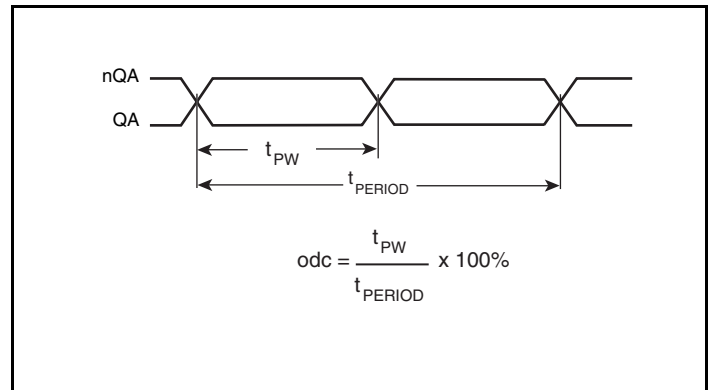 nQA
QA
tPW
tPERIOD
odc = tPW / tPERIOD x 100%